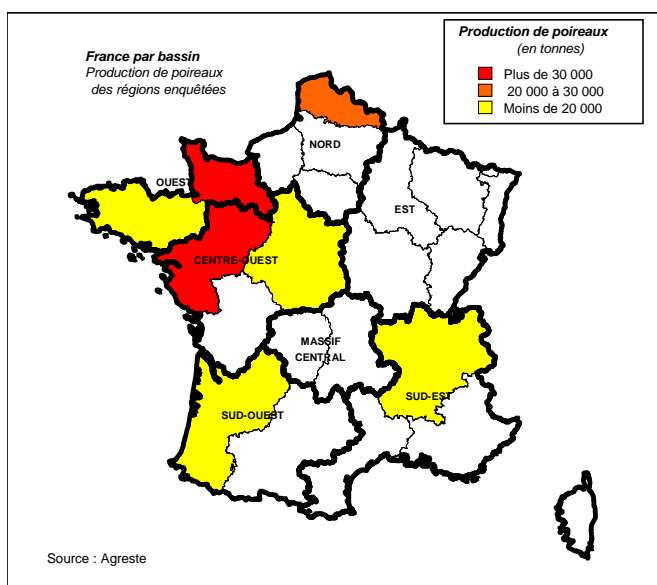 France par bassin
Production de poireaux
des régions enquêtées
Production de poireaux
(en tonnes)
Plus de 30 000
20 000 à 30 000
Moins de 20 000
NORD
OUEST
EST
CENTRE-OUEST
MASSIF
CENTRAL
SUD-EST
SUD-OUEST
Source : Agreste